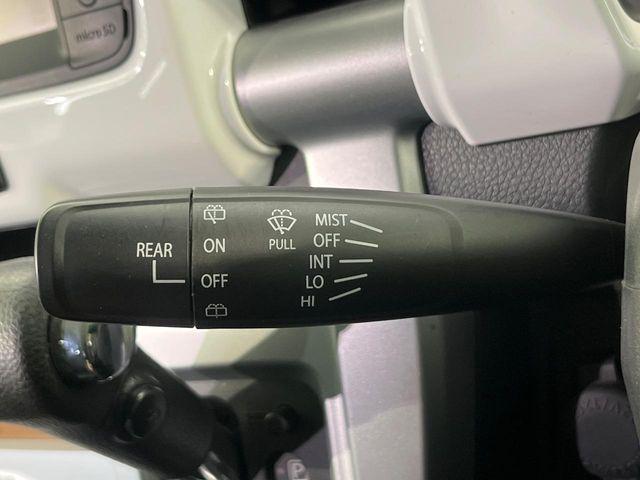 micro SD
REAR
ON
OFF
PULL
MIST
OFF
INT
LO
HI
P